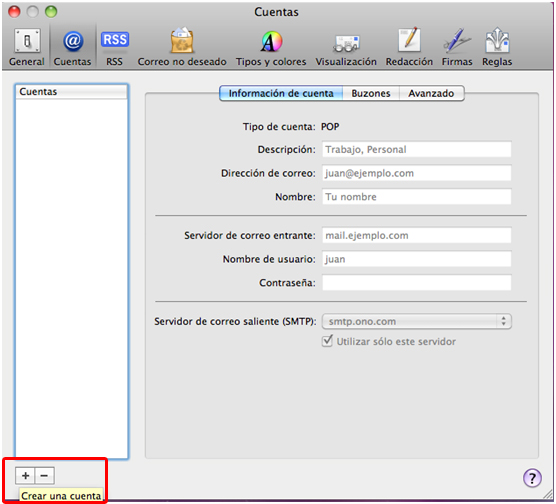 Cuentas
@ RSS
General Cuentas RSS Correo no deseado Tipos y colores Visualización Redacción Firmas Reglas
Cuentas
Información de cuenta Buzones Avanzado
Tipo de cuenta: POP
Descripción: Trabajo, Personal
Dirección de correo: juan@ejemplo.com
Nombre: Tu nombre
Servidor de correo entrante: mail.ejemplo.com
Nombre de usuario: juan
Contraseña:
Servidor de correo saliente (SMTP): smtp.ono.com
Utilizar sólo este servidor
+ −
?
Crear una cuenta